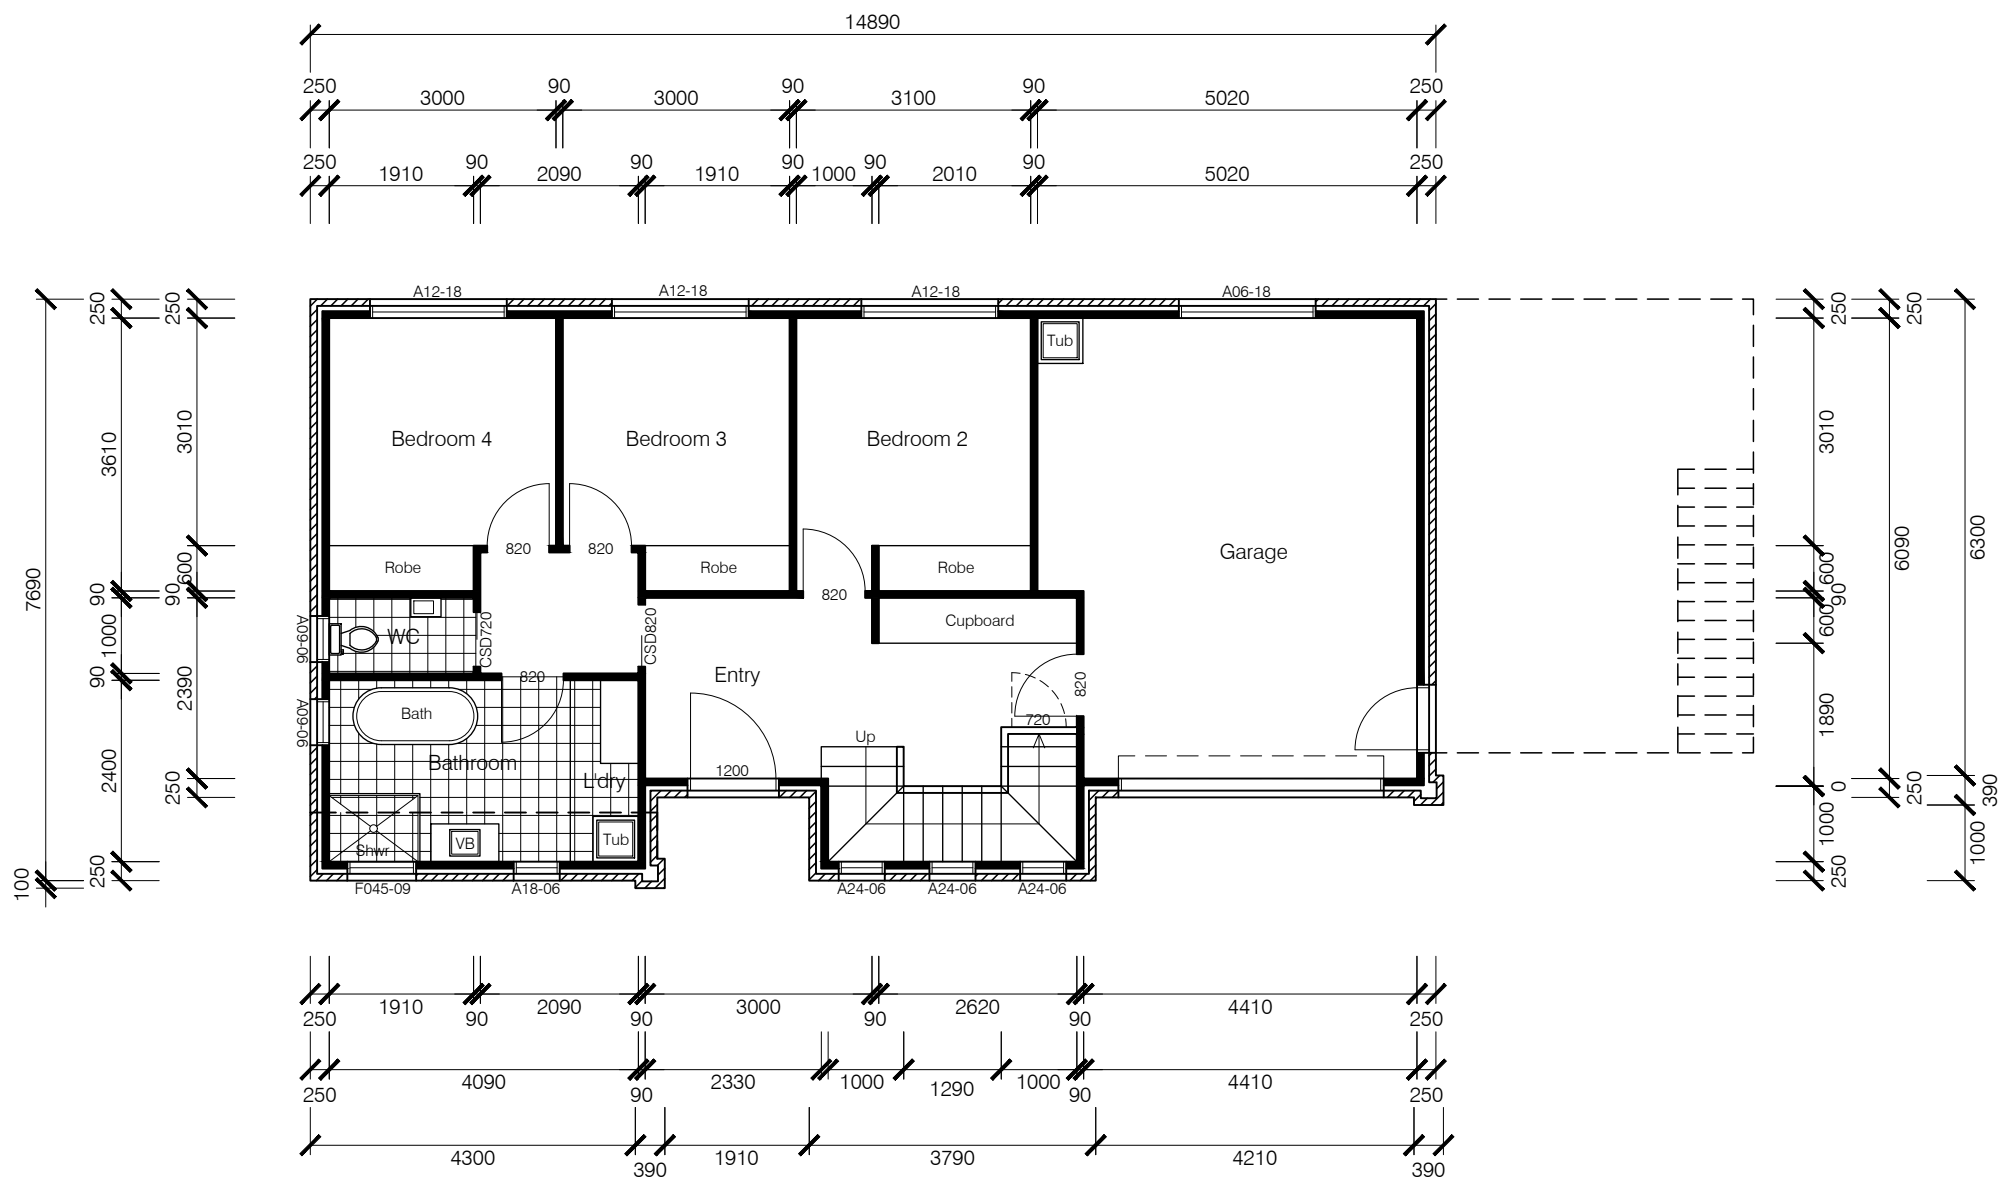 14890
250 3000 90 3000 90 3100 90 5020 250
250 1910 90 2090 90 1910 90 1000 90 2010 90 5020 250
A12-18 A12-18 A12-18 A06-18
7690
100
250
3610
90
1000
90
2400
250
250
3010
600
90
2390
250
Tub
Bedroom 4 Bedroom 3 Bedroom 2
Garage
820 820
Robe Robe Robe
820
A09-06
WC
CSD720
CSD820
Cupboard
Entry
820
820
A09-06
Bath
720
Up
Bathroom
1200
L'dry
Shwr
VB
Tub
F045-09 A18-06 A24-06 A24-06 A24-06
250
3010
600
90
600
1890
0
1000
250
250
6090
250
6300
390
1000
250 1910 90 2090 90 3000 90 2620 90 4410 250
250 4090 90 2330 1000 1290 1000 90 4410 250
4300 390 1910 3790 4210 390